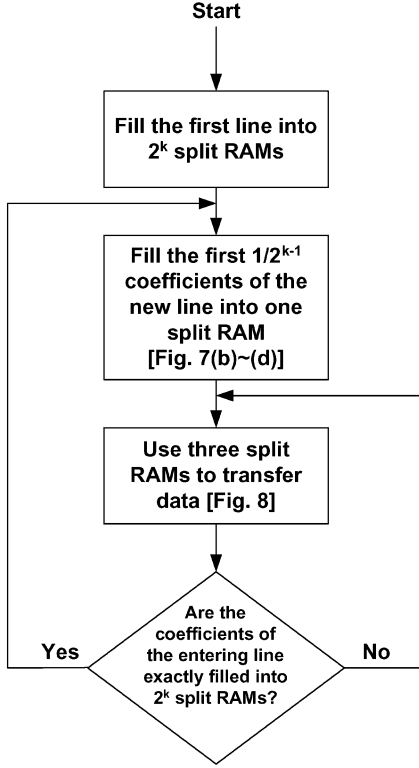 Start
Fill the first line into
2^k split RAMs
Fill the first 1/2^k-1
coefficients of the
new line into one
split RAM
[Fig. 7(b)~(d)]
Use three split
RAMs to transfer
data [Fig. 8]
Are the
coefficients of
the entering line
exactly filled into
2^k split RAMs?
Yes
No